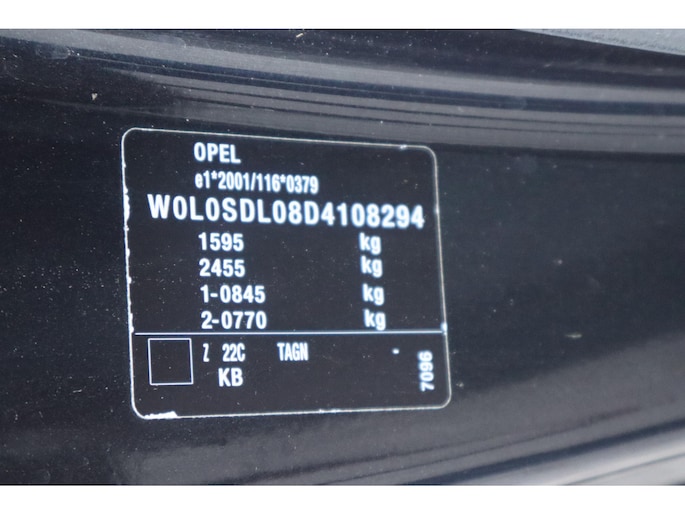 OPEL
e1*2001/116*0379
W0L0SDL08D4108294
1595 kg
2455 kg
1-0845 kg
2-0770 kg
Z 22C TAGN -
KB
7096